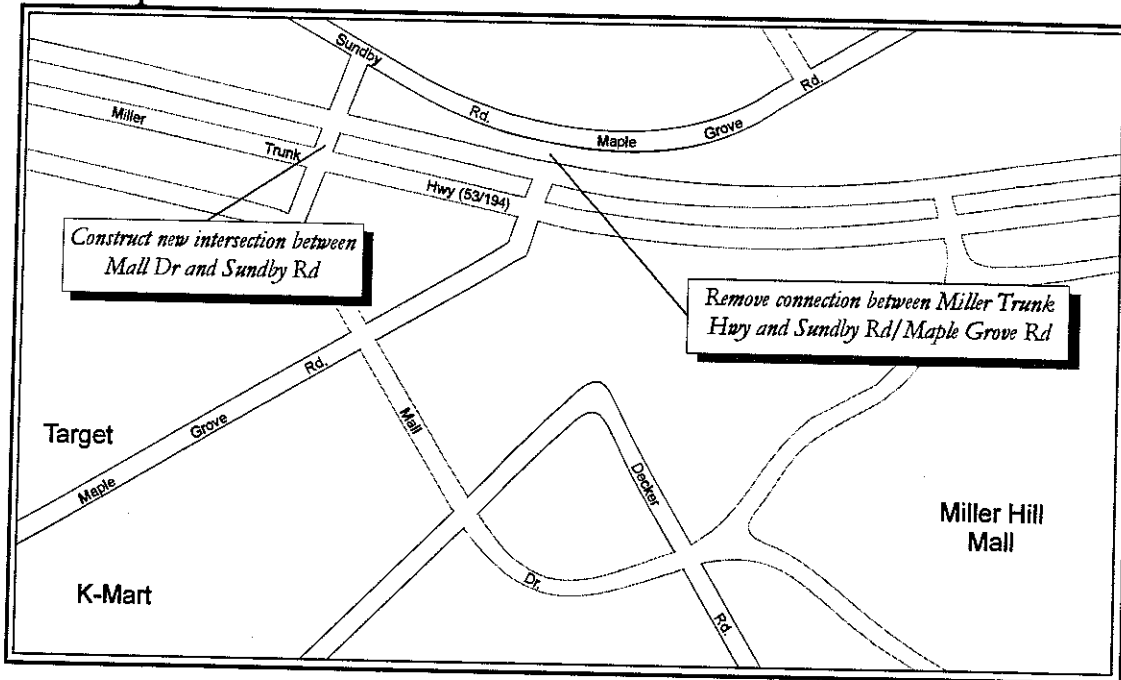 Sundby
Rd.
Maple
Grove
Rd.
Miller
Trunk
Hwy (53/194)
Construct new intersection between
Mall Dr and Sundby Rd
Remove connection between Miller Trunk
Hwy and Sundby Rd/Maple Grove Rd
Rd.
Grove
Maple
Target
Mall
Decker
Miller Hill
Mall
K-Mart
Dr.
Rd.